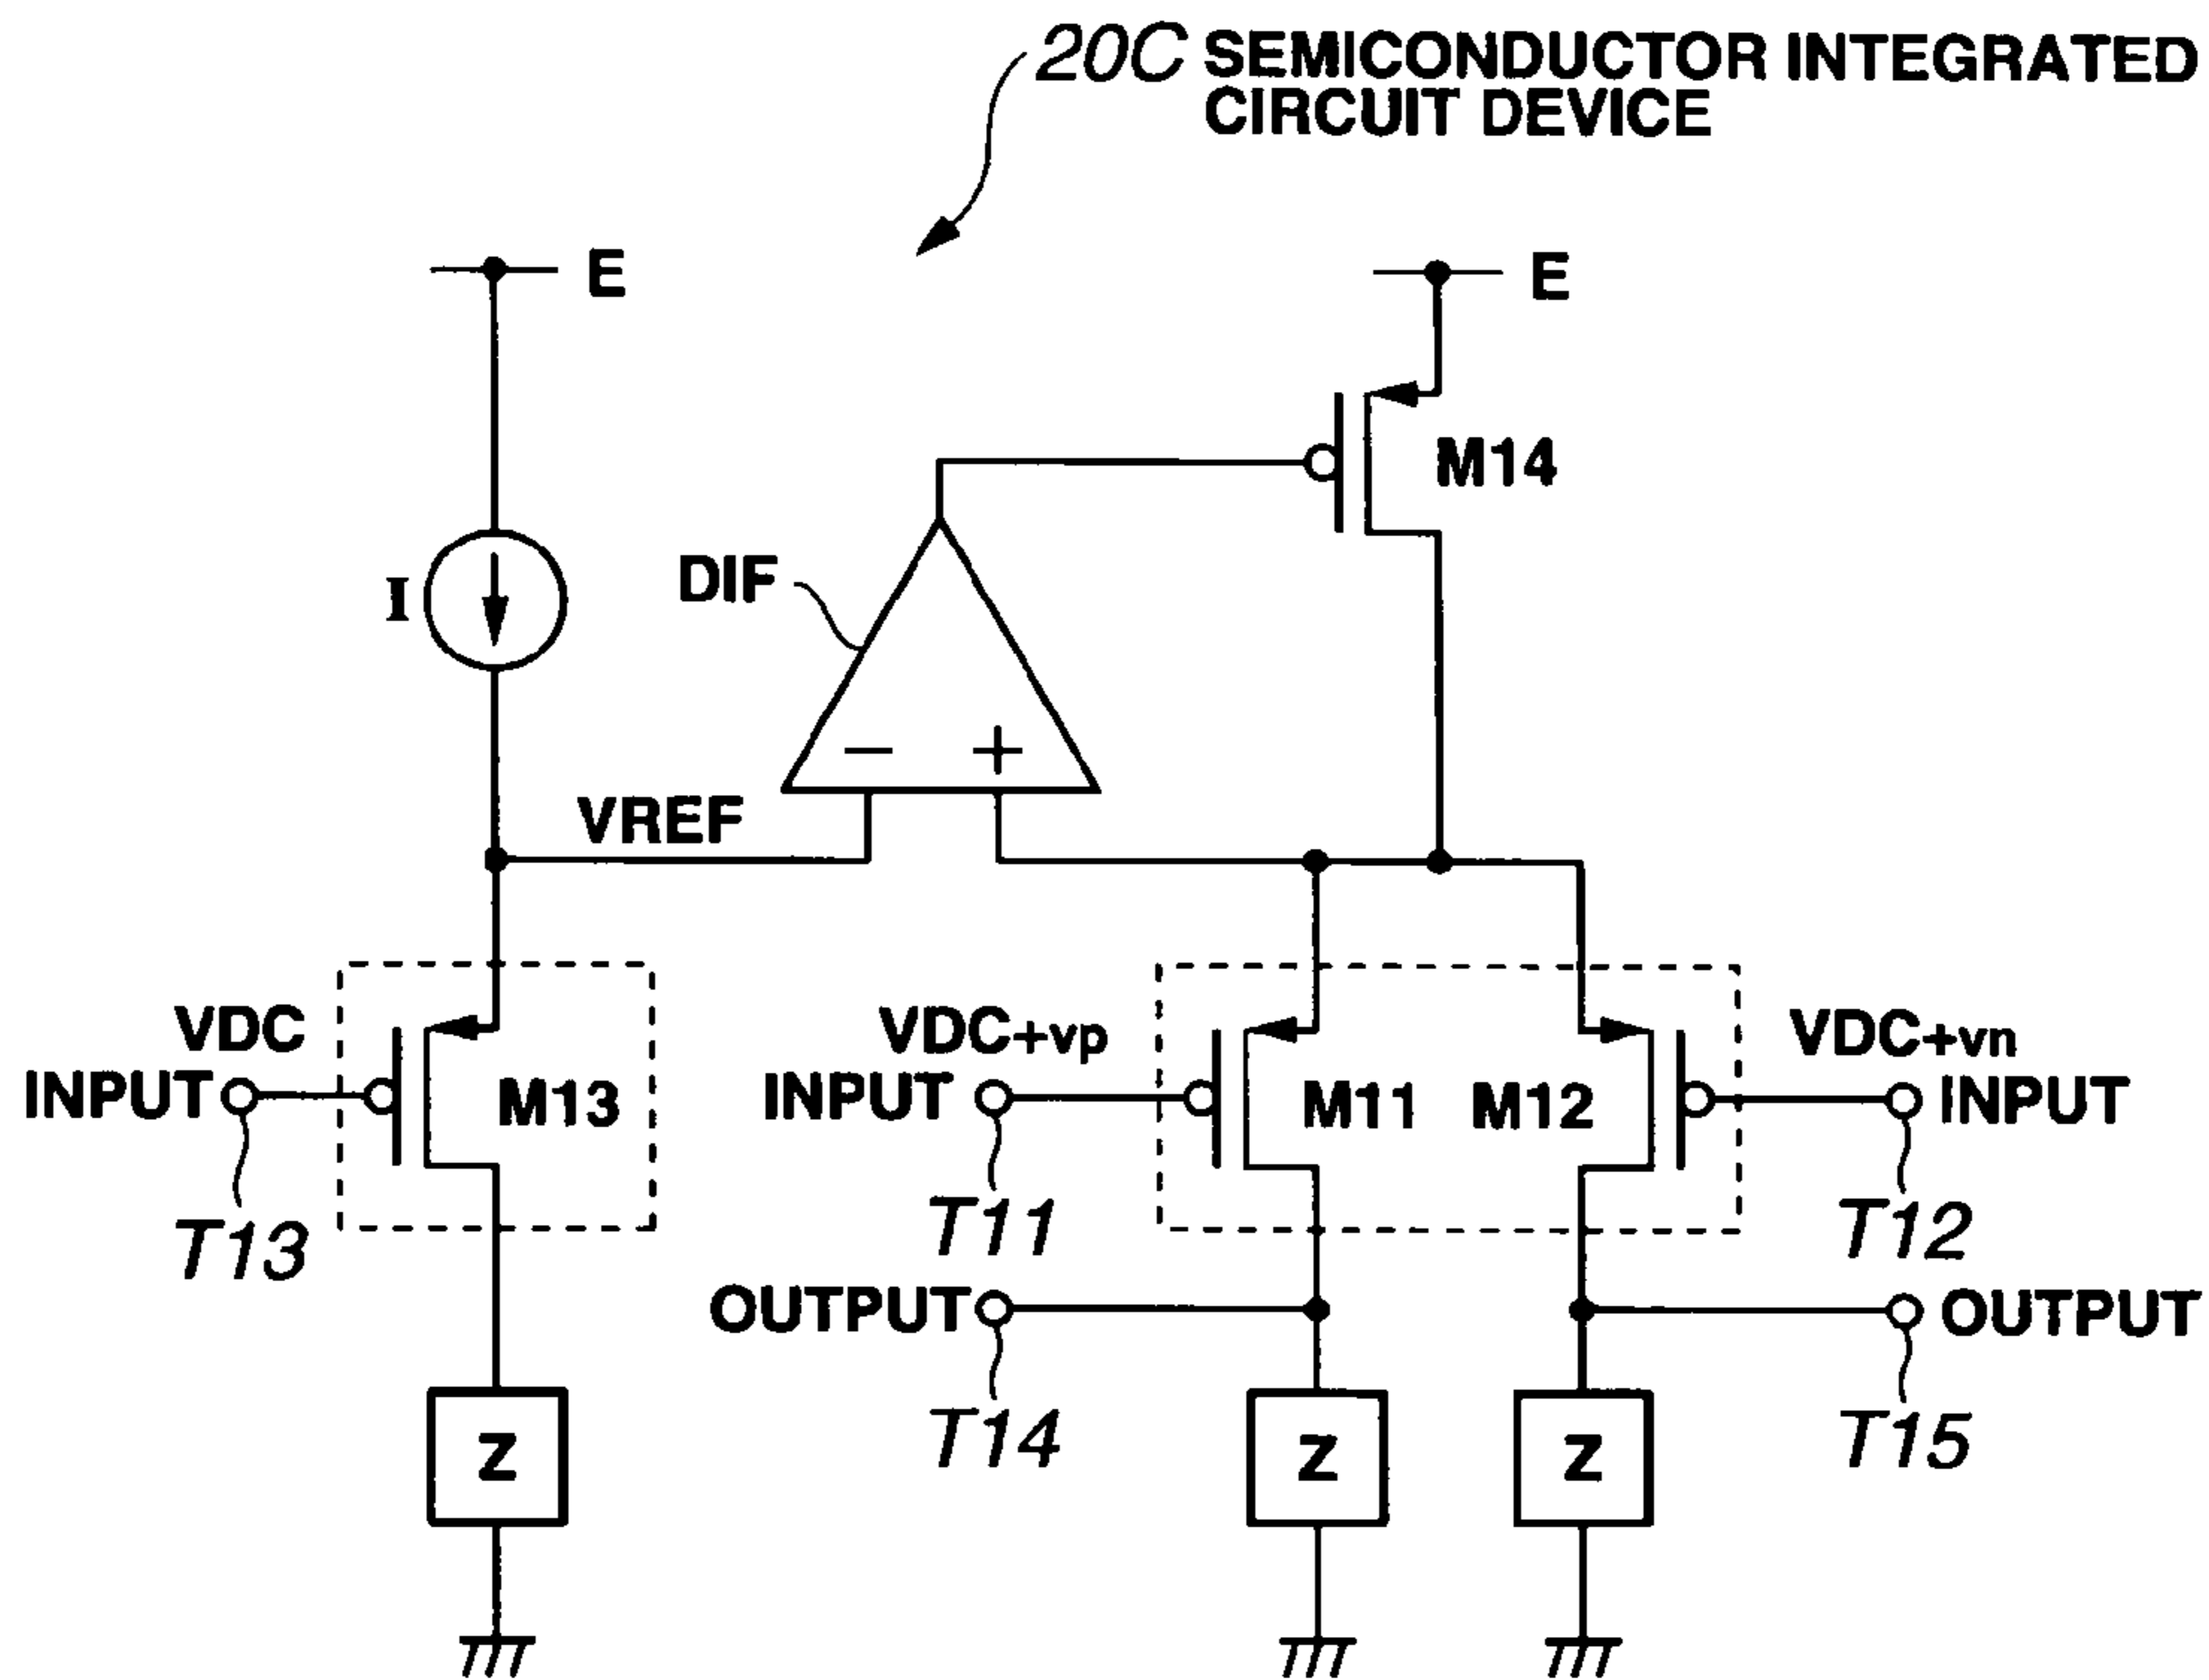 20C SEMICONDUCTOR INTEGRATED
CIRCUIT DEVICE
E
E
M14
DIF
I
− +
VREF
VDC
VDC+vp
VDC+vn
INPUT
M13
INPUT
M11
M12
INPUT
T13
T11
T12
OUTPUT
OUTPUT
T14
T15
Z
Z
Z